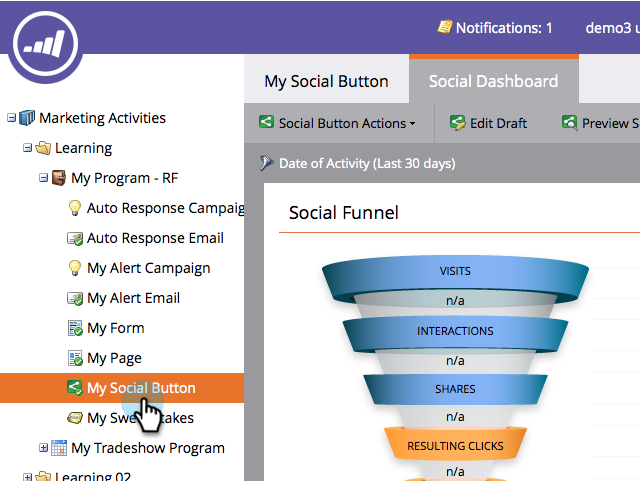 Notifications: 1
demo3 u
My Social Button
Social Dashboard
Social Button Actions
Edit Draft
Preview S
Date of Activity (Last 30 days)
Marketing Activities
Learning
My Program - RF
Auto Response Campaig
Auto Response Email
My Alert Campaign
My Alert Email
My Form
My Page
My Social Button
My Sw takes
My Tradeshow Program
Learning 02
Social Funnel
VISITS
n/a
INTERACTIONS
n/a
SHARES
n/a
RESULTING CLICKS
n/a